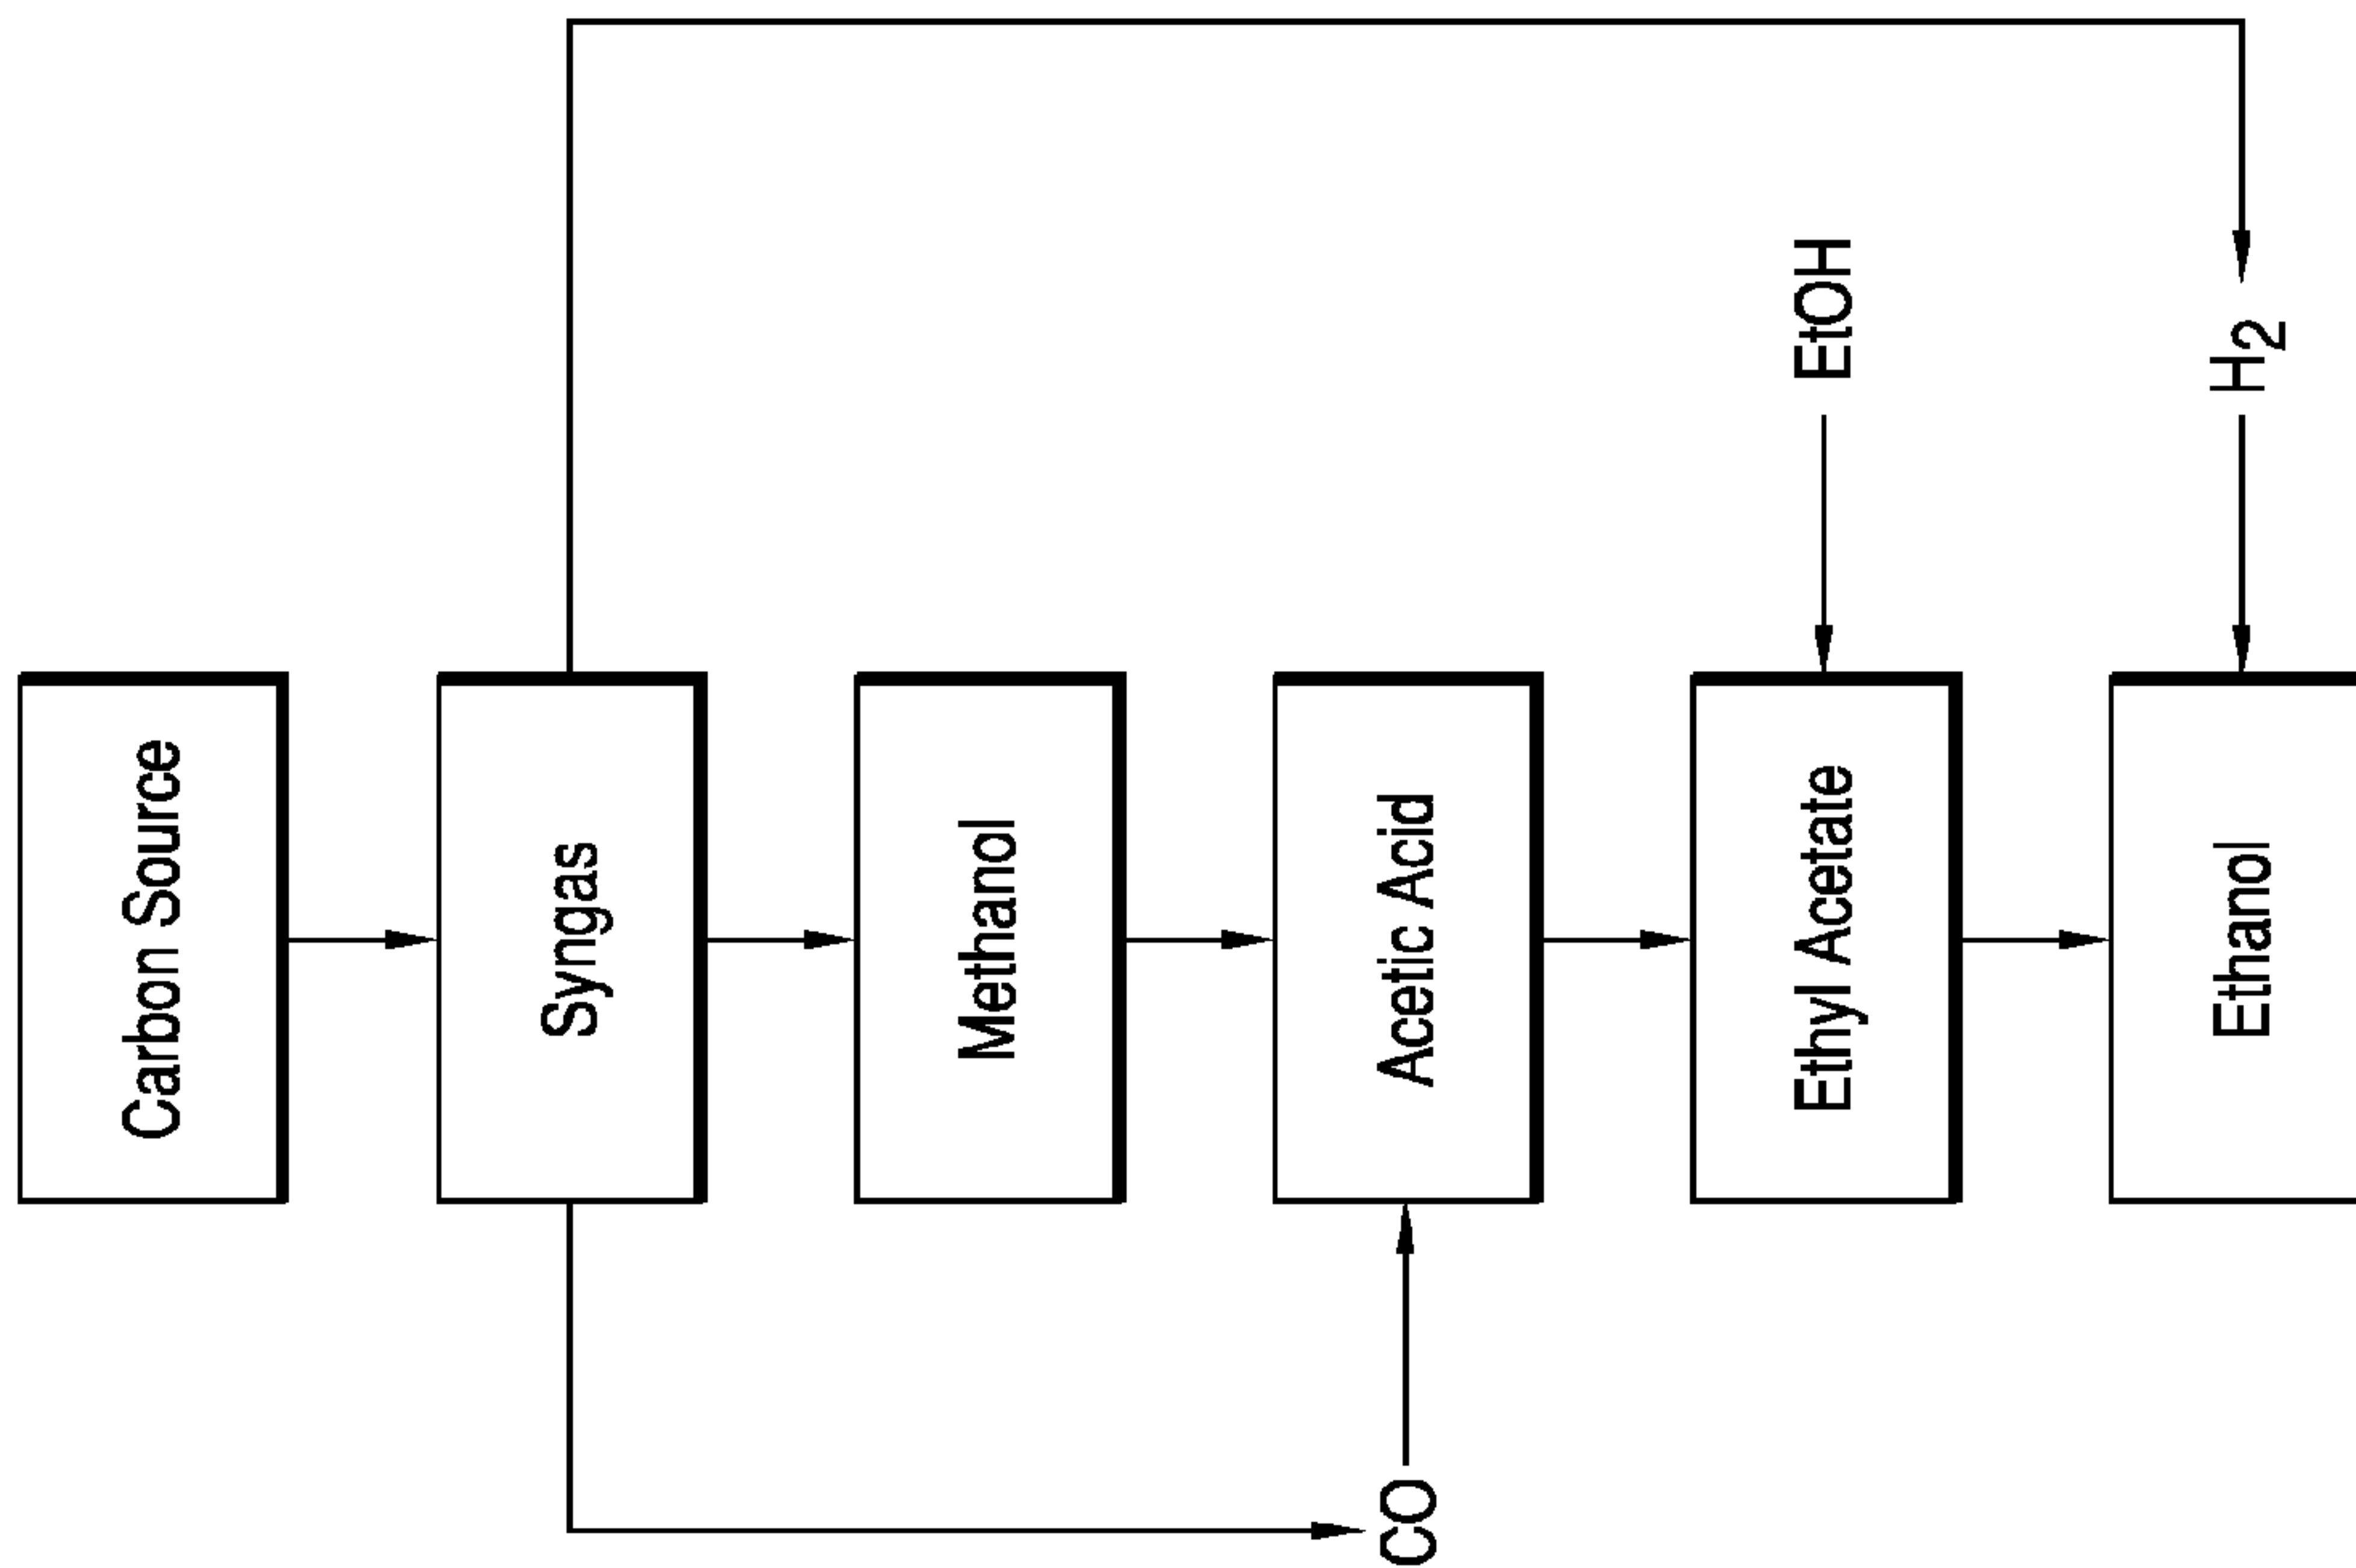 Carbon Source
Syngas
Methanol
CO
Acetic Acid
Ethyl Acetate
EtOH
Ethanol
H2